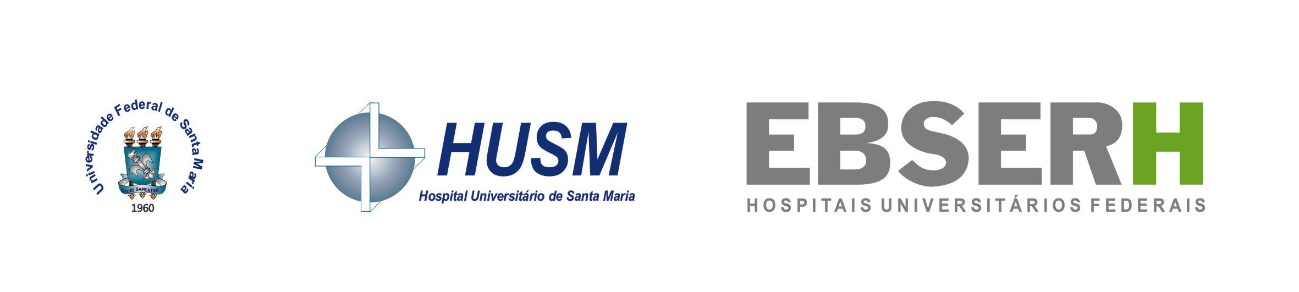 Universidade Federal de Santa Maria
1960
HUSM
Hospital Universitário de Santa Maria
EBSERH
HOSPITAIS UNIVERSITÁRIOS FEDERAIS